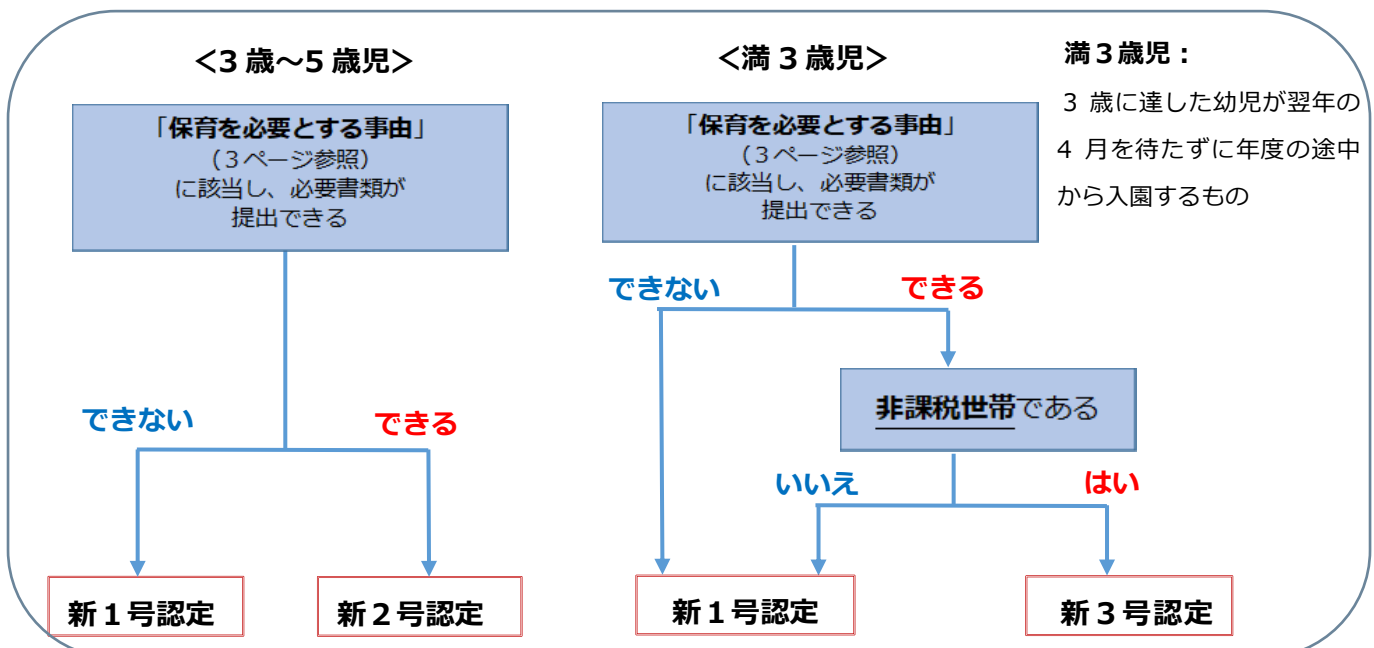 ＜3歳～5歳児＞
「保育を必要とする事由」
（3ページ参照）
に該当し、必要書類が
提出できる
できない
できる
新1号認定
新2号認定
＜満3歳児＞
「保育を必要とする事由」
（3ページ参照）
に該当し、必要書類が
提出できる
できない
できる
非課税世帯である
いいえ
はい
新1号認定
新3号認定
満3歳児：
3歳に達した幼児が翌年の
4月を待たずに年度の途中
から入園するもの